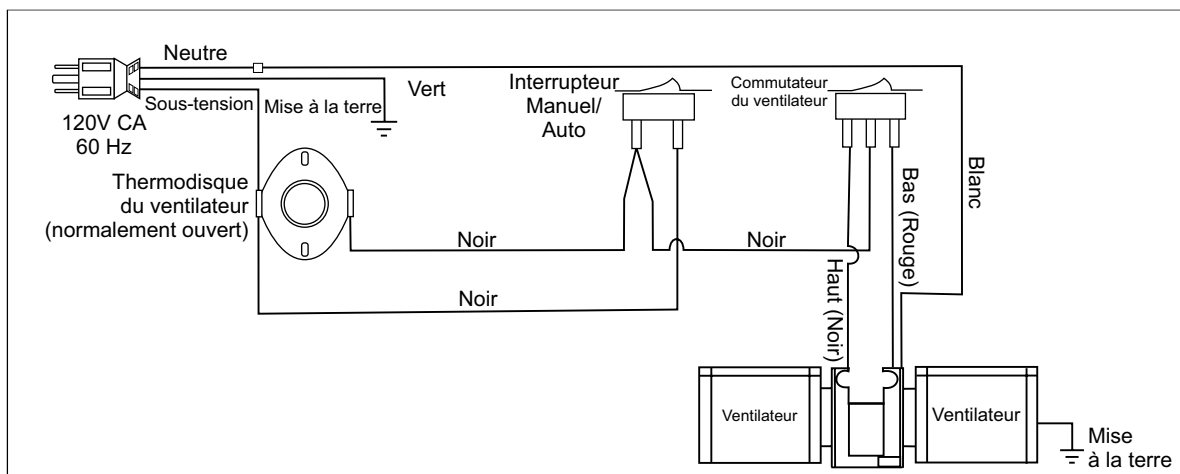 Neutre
Sous-tension
Mise à la terre
Vert
120V CA
60 Hz
Interrupteur
Manuel/
Auto
Commutateur
du ventilateur
Thermodisque
du ventilateur
(normalement ouvert)
Noir
Noir
Noir
Haut (Noir)
Bas (Rouge)
Blanc
Ventilateur
Ventilateur
Mise
à la terre